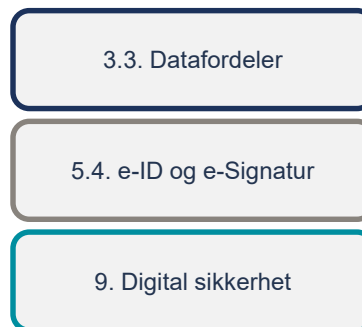 3.3. Datafordeler
5.4. e-ID og e-Signatur
9. Digital sikkerhet